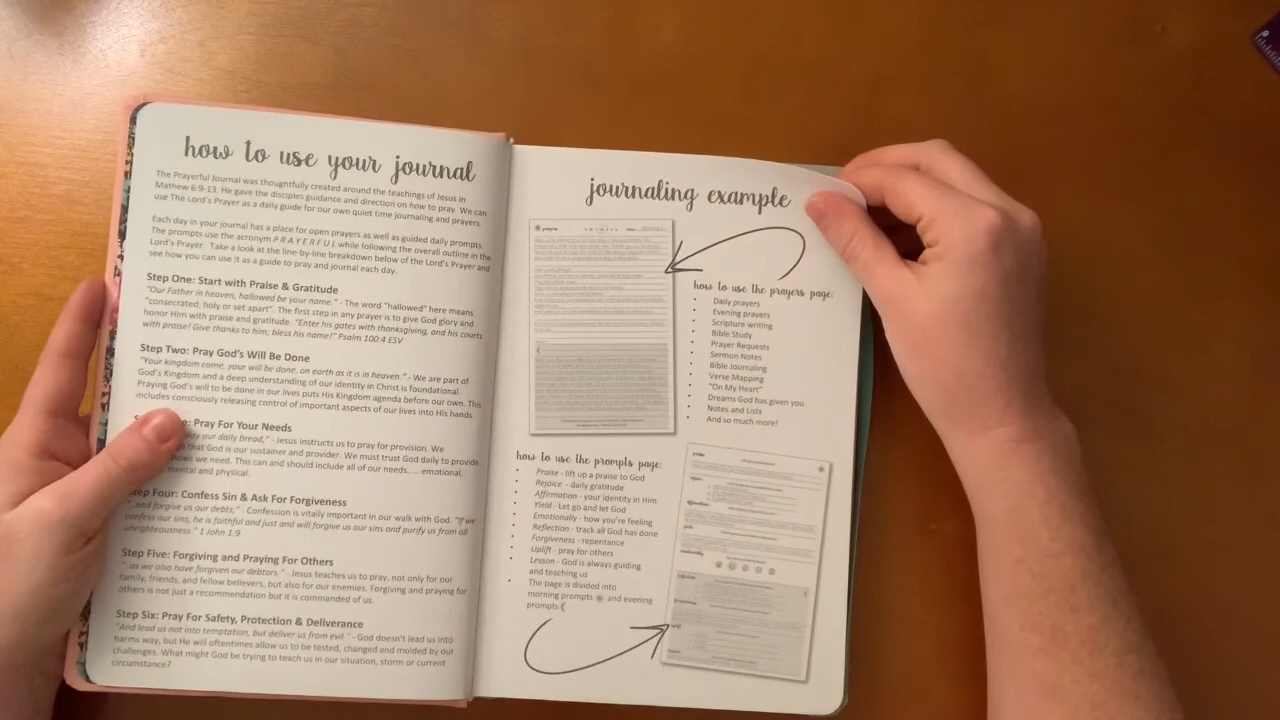 how to use your journal
The Prayerful Journal was thoughtfully created around the teachings of Jesus in
Mathew 6:9-13. He gave the disciples guidance and direction on how to pray. We can
use The Lord's Prayer as a daily guide for our own quiet time journaling and prayers.
Each day in your journal has a place for open prayers as well as guided daily prompts.
The prompts use the acronym P R A Y E R F U L while following the overall outline in the
Lord's Prayer. Take a look at the line-by-line breakdown below of the Lord's Prayer and
see how you can use it as a guide to pray and journal each day.
Step One: Start with Praise & Gratitude
"Our Father in heaven, hallowed be your name." - The word "hallowed" here means
"consecrated; holy or set apart". The first step in any prayer is to give God glory and
honor Him with praise and gratitude. "Enter his gates with thanksgiving, and his courts
with praise! Give thanks to him; bless his name!" Psalm 100:4 ESV
Step Two: Pray God's Will Be Done
"Your kingdom come, your will be done, on earth as it is in heaven." - We are part of
God's Kingdom and a deep understanding of our identity in Christ is foundational.
Praying God's will to be done in our lives puts His Kingdom agenda before our own. This
includes consciously releasing control of important aspects of our lives into His hands.
Pray For Your Needs
day our daily bread," - Jesus instructs us to pray for provision. We
that God is our sustainer and provider. We must trust God daily to provide
we need. This can and should include all of our needs..... emotional,
mental and physical.
Step Four: Confess Sin & Ask For Forgiveness
"..and forgive us our debts;" - Confession is vitally important in our walk with God. "If we
confess our sins, he is faithful and just and will forgive us our sins and purify us from all
unrighteousness." 1 John 1:9
Step Five: Forgiving and Praying For Others
"..as we also have forgiven our debtors." - Jesus teaches us to pray, not only for our
family, friends, and fellow believers, but also for our enemies. Forgiving and praying for
others is not just a recommendation but it is commanded of us.
Step Six: Pray For Safety, Protection & Deliverance
"And lead us not into temptation, but deliver us from evil." - God doesn't lead us into
harms way, but He will oftentimes allow us to be tested, changed and molded by our
challenges. What might God be trying to teach us in our situation, storm or current
circumstance?
journaling example
how to use the prayers page:
• Daily prayers
• Evening prayers
• Scripture writing
• Bible Study
• Prayer Requests
• Sermon Notes
• Bible Journaling
• Verse Mapping
• "On My Heart"
• Dreams God has given you
• Notes and Lists
• And so much more!
how to use the prompts page:
• Praise - lift up a praise to God
• Rejoice - daily gratitude
• Affirmation - your identity in Him
• Yield - Let go and let God
• Emotionally - how you're feeling
• Reflection - track all God has done
• Forgiveness - repentance
• Uplift - pray for others
• Lesson - God is always guiding
and teaching us
• The page is divided into
morning prompts ☀ and evening
prompts ☾